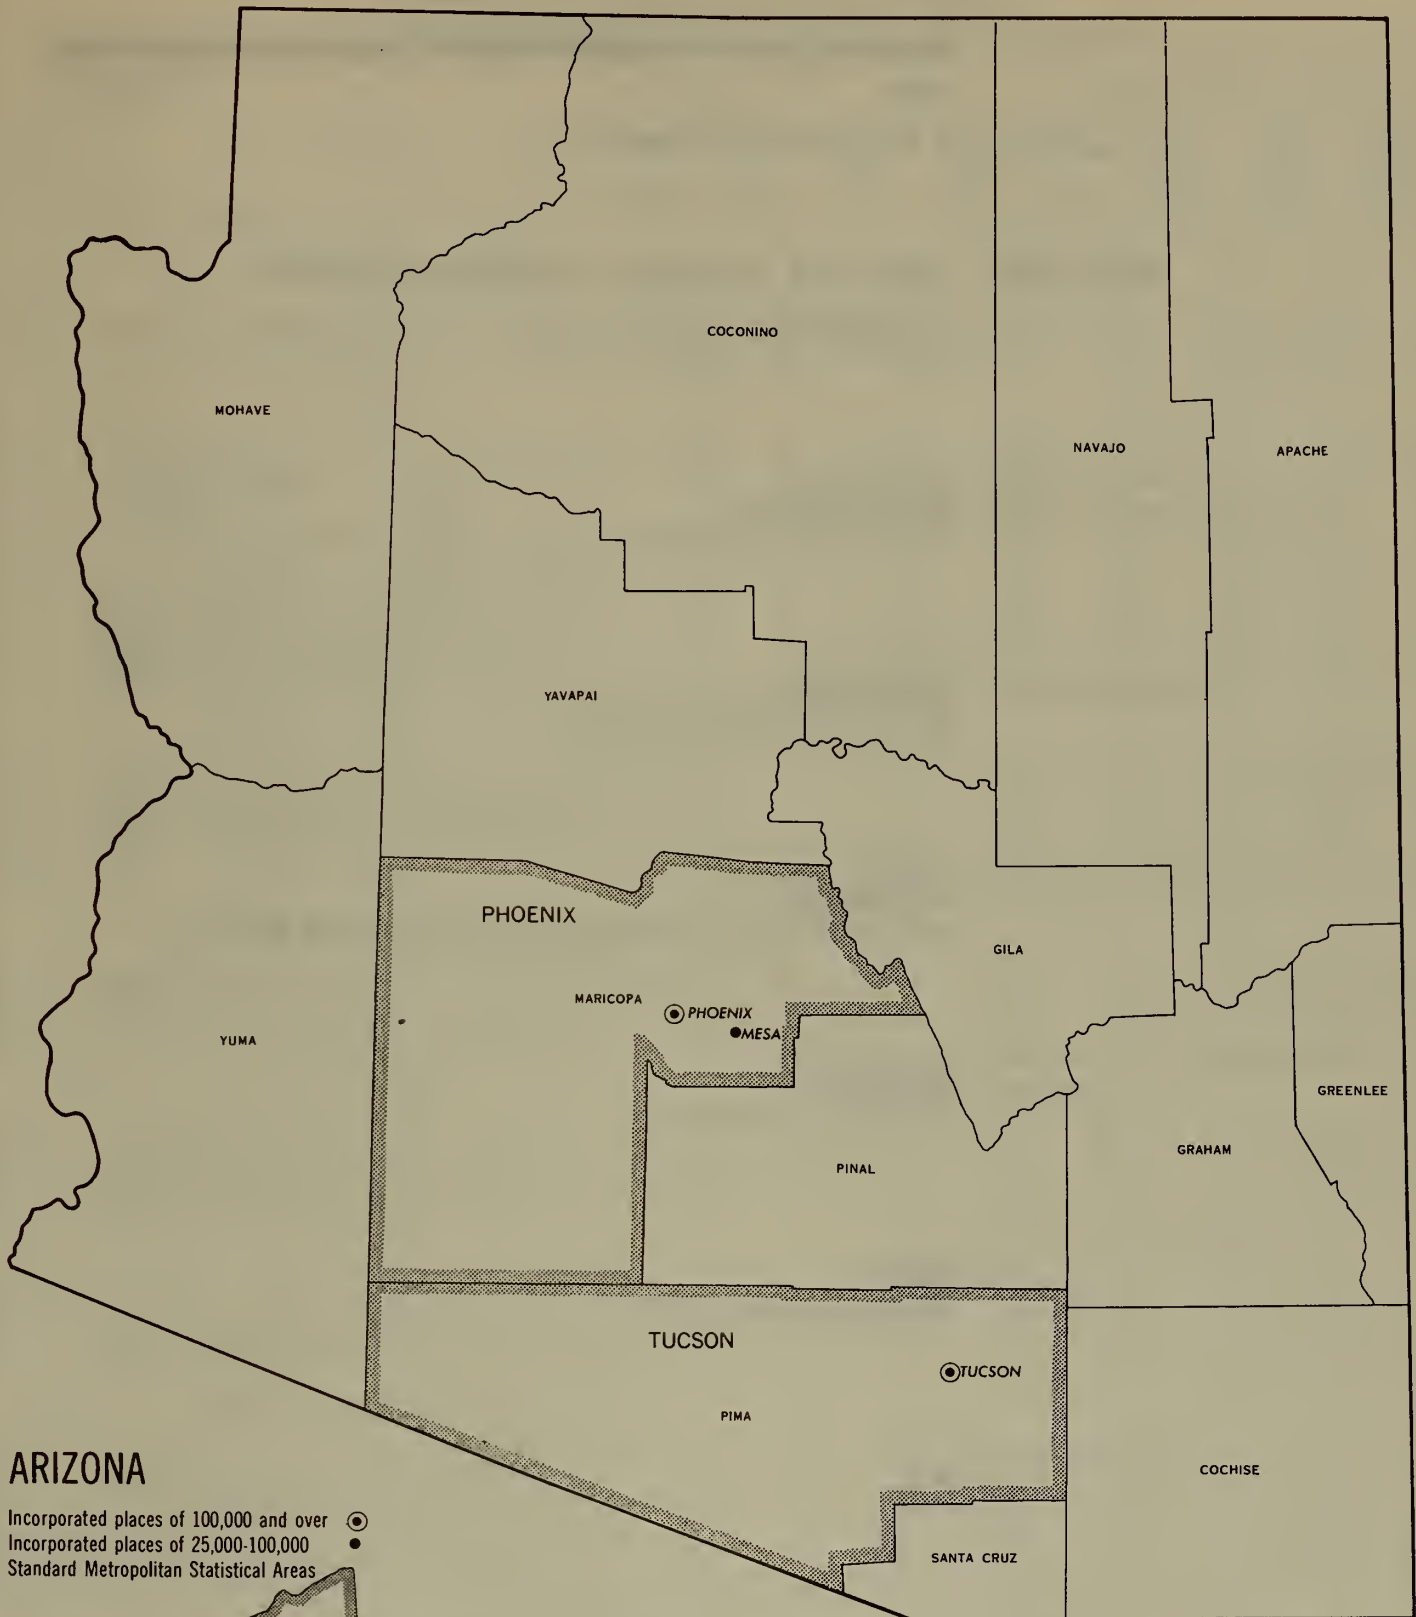 COCONINO
MOHAVE
NAVAJO
APACHE
YAVAPAI
PHOENIX
GILA
MARICOPA
PHOENIX
MESA
YUMA
GREENLEE
GRAHAM
PINAL
TUCSON
TUCSON
PIMA
COCHISE
SANTA CRUZ
ARIZONA
Incorporated places of 100,000 and over
Incorporated places of 25,000-100,000
Standard Metropolitan Statistical Areas